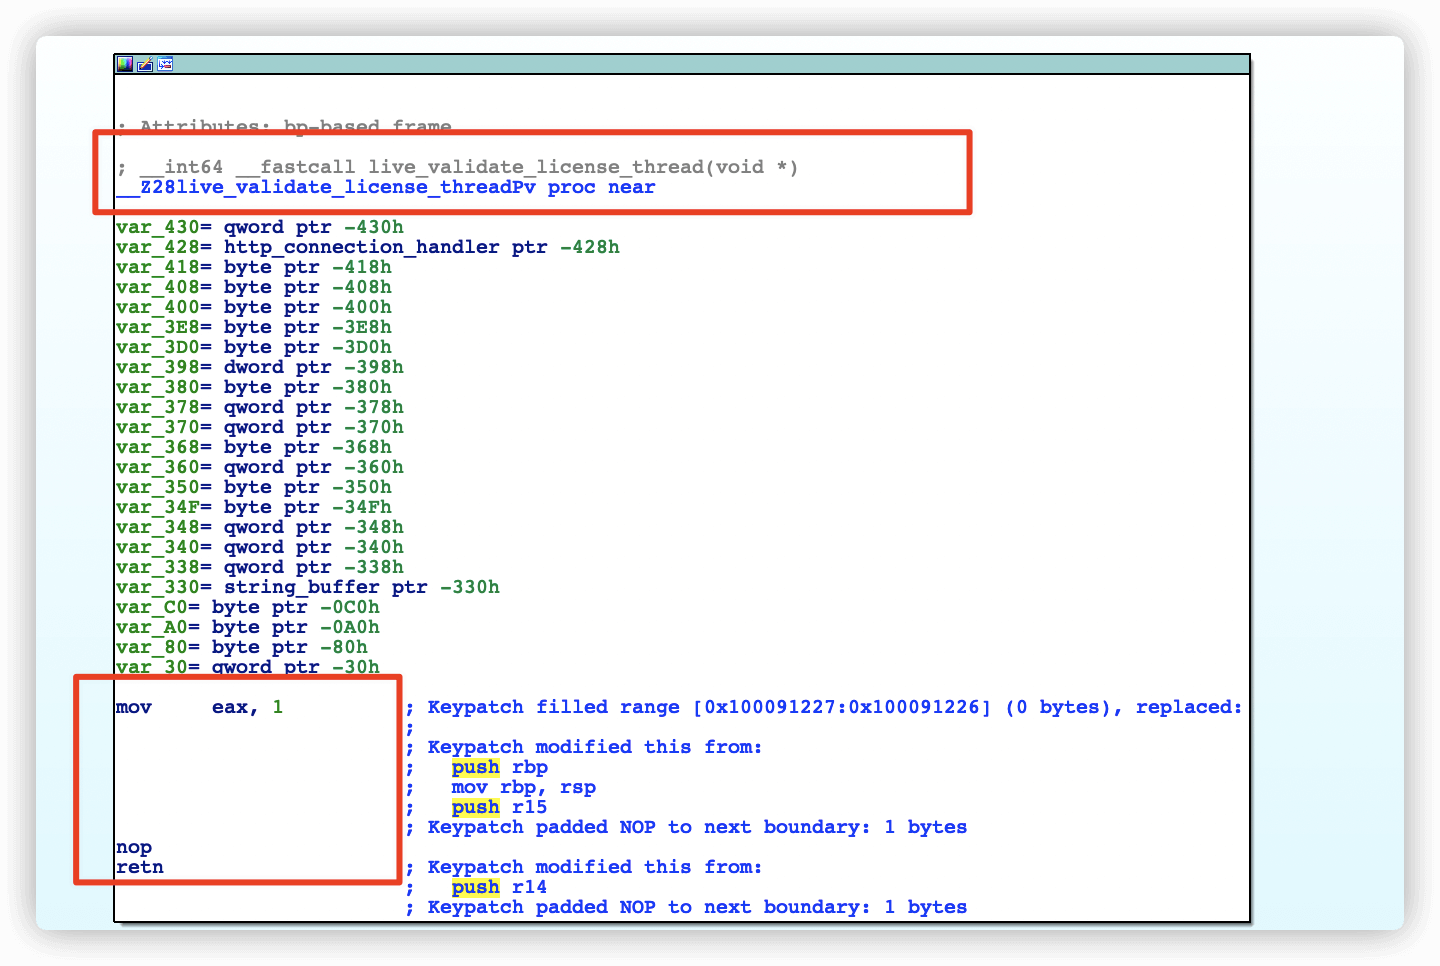 ; Attributes: bp-based frame
; __int64 __fastcall live_validate_license_thread(void *)
__Z28live_validate_license_threadPv proc near
var_430= qword ptr -430h
var_428= http_connection_handler ptr -428h
var_418= byte ptr -418h
var_408= byte ptr -408h
var_400= byte ptr -400h
var_3E8= byte ptr -3E8h
var_3D0= byte ptr -3D0h
var_398= dword ptr -398h
var_380= byte ptr -380h
var_378= qword ptr -378h
var_370= qword ptr -370h
var_368= byte ptr -368h
var_360= qword ptr -360h
var_350= byte ptr -350h
var_34F= byte ptr -34Fh
var_348= qword ptr -348h
var_340= qword ptr -340h
var_338= qword ptr -338h
var_330= string_buffer ptr -330h
var_C0= byte ptr -0C0h
var_A0= byte ptr -0A0h
var_80= byte ptr -80h
var_30= qword ptr -30h
mov     eax, 1          ; Keypatch filled range [0x100091227:0x100091226] (0 bytes), replaced:
;
; Keypatch modified this from:
;   push rbp
;   mov rbp, rsp
;   push r15
; Keypatch padded NOP to next boundary: 1 bytes
nop
retn                    ; Keypatch modified this from:
;   push r14
; Keypatch padded NOP to next boundary: 1 bytes